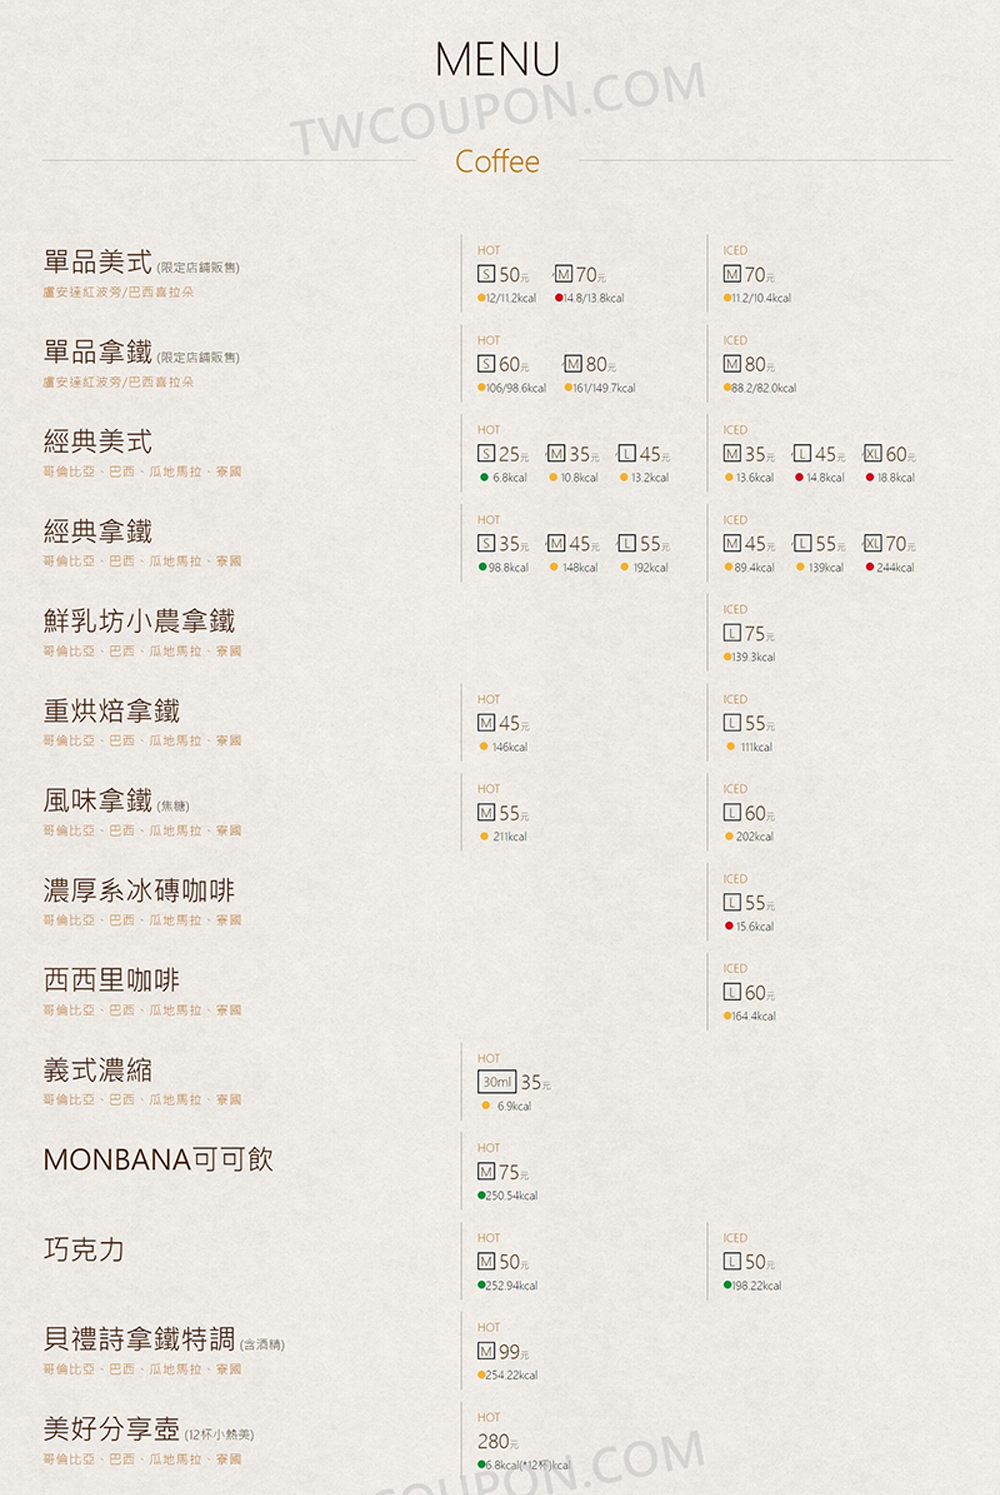 MENU
TWCOUPON.COM
Coffee
單品美式 (限定店鋪販售)
盧安達紅波旁/巴西喜拉朵
HOT
S 50元 M 70元
12/11.2kcal 14.8/13.8kcal
ICED
M 70元
11.2/10.4kcal
單品拿鐵 (限定店鋪販售)
盧安達紅波旁/巴西喜拉朵
HOT
S 60元 M 80元
106/98.6kcal 161/149.7kcal
ICED
M 80元
88.2/82.0kcal
經典美式
哥倫比亞、巴西、瓜地馬拉、寮國
HOT
S 25元 M 35元 L 45元
6.8kcal 10.8kcal 13.2kcal
ICED
M 35元 L 45元 XL 60元
13.6kcal 14.8kcal 18.8kcal
經典拿鐵
哥倫比亞、巴西、瓜地馬拉、寮國
HOT
S 35元 M 45元 L 55元
98.8kcal 148kcal 192kcal
ICED
M 45元 L 55元 XL 70元
89.4kcal 139kcal 244kcal
鮮乳坊小農拿鐵
哥倫比亞、巴西、瓜地馬拉、寮國
ICED
L 75元
139.3kcal
重烘焙拿鐵
哥倫比亞、巴西、瓜地馬拉、寮國
HOT
M 45元
146kcal
ICED
L 55元
111kcal
風味拿鐵 (焦糖)
哥倫比亞、巴西、瓜地馬拉、寮國
HOT
M 55元
211kcal
ICED
L 60元
202kcal
濃厚系冰磚咖啡
哥倫比亞、巴西、瓜地馬拉、寮國
ICED
L 55元
15.6kcal
西西里咖啡
哥倫比亞、巴西、瓜地馬拉、寮國
ICED
L 60元
164.4kcal
義式濃縮
哥倫比亞、巴西、瓜地馬拉、寮國
HOT
30ml 35元
6.9kcal
MONBANA可可飲
HOT
M 75元
250.54kcal
巧克力
HOT
M 50元
252.94kcal
ICED
L 50元
198.22kcal
貝禮詩拿鐵特調 (含酒精)
哥倫比亞、巴西、瓜地馬拉、寮國
HOT
M 99元
254.22kcal
美好分享壺 (12杯小熱美)
哥倫比亞、巴西、瓜地馬拉、寮國
HOT
280元
6.8kcal(*12杯)kcal
COUPON.COM